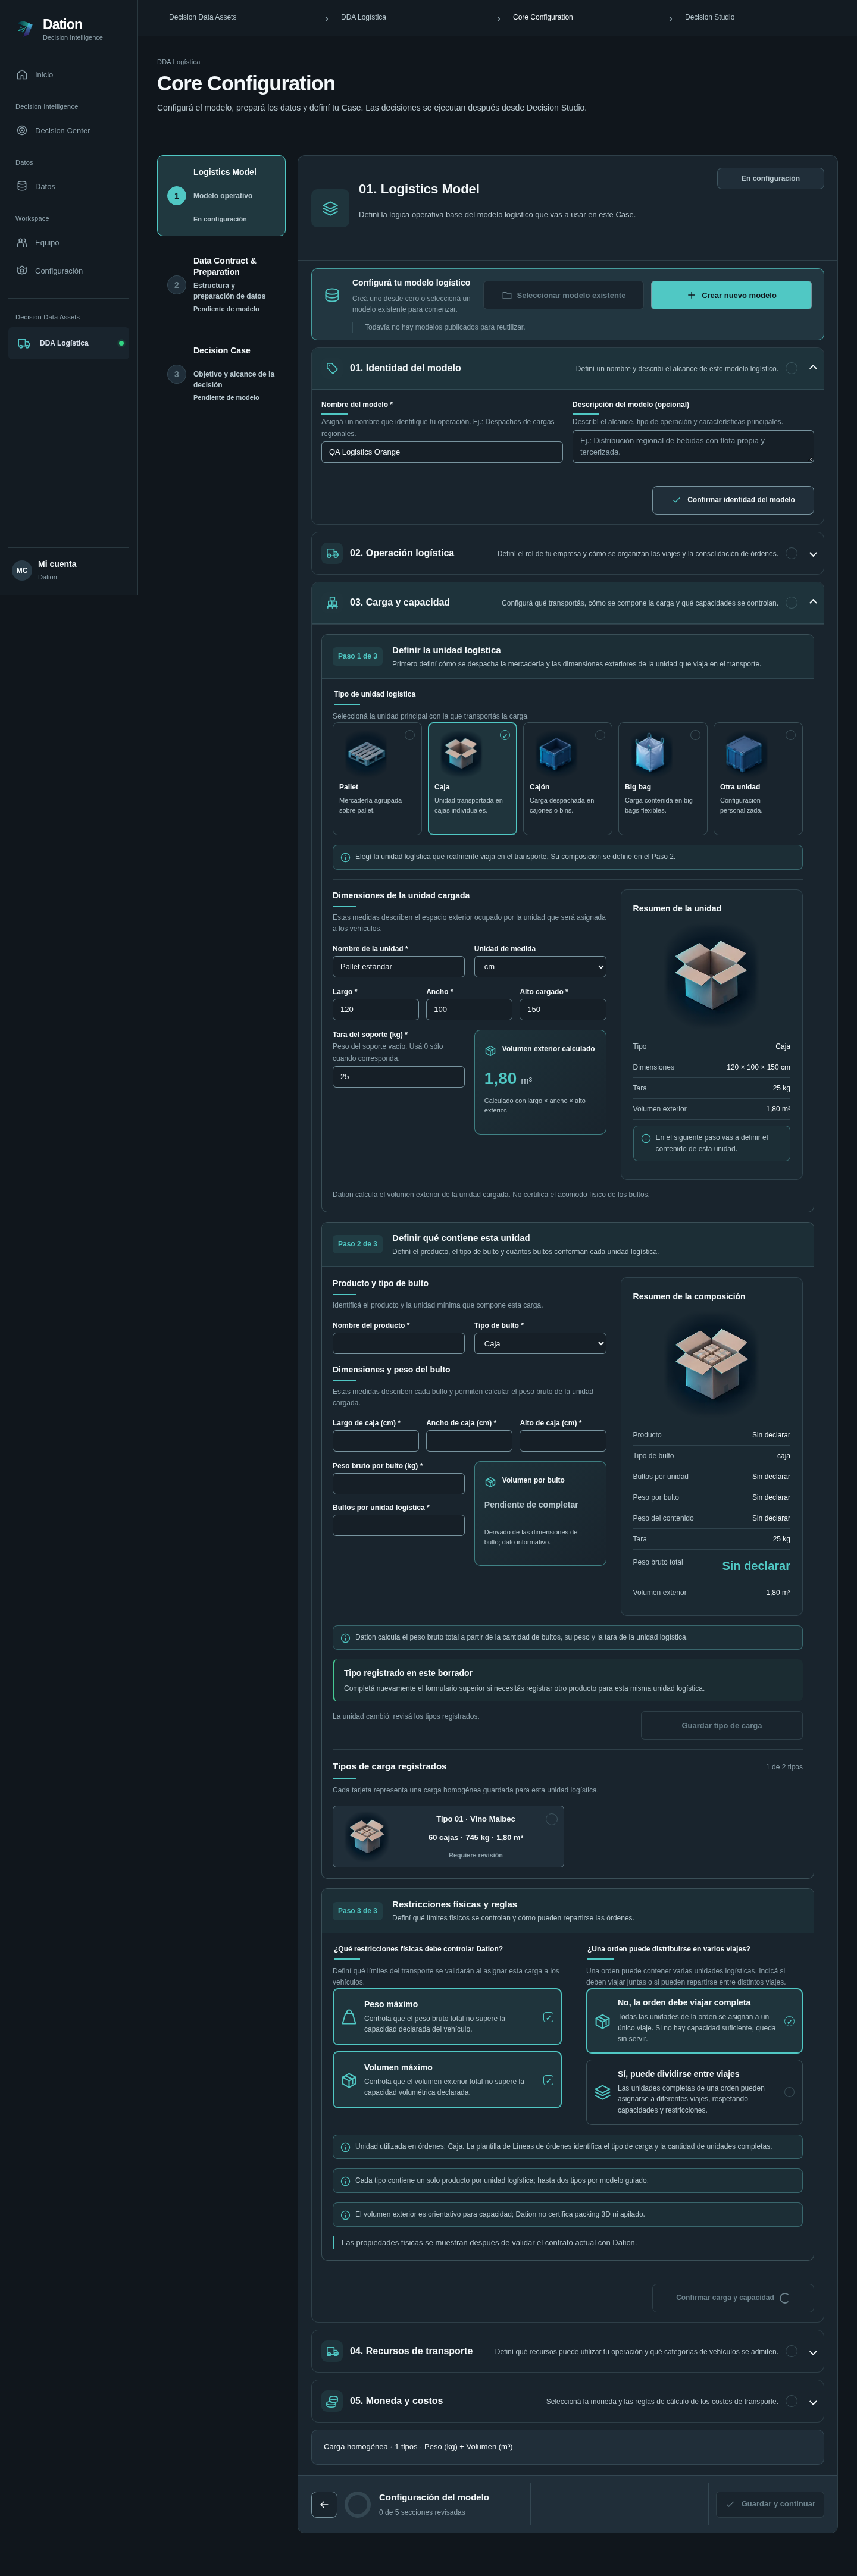 Dation
Decision Intelligence
Inicio
Decision Intelligence
Decision Center
Datos
Datos
Workspace
Equipo
Configuración
Decision Data Assets
DDA Logística
MC
Mi cuenta
Dation
Decision Data Assets
DDA Logística
Core Configuration
Decision Studio
DDA Logística
Core Configuration
Configurá el modelo, prepará los datos y definí tu Case. Las decisiones se ejecutan después desde Decision Studio.
Logistics Model
1
Modelo operativo
En configuración
Data Contract &
Preparation
2
Estructura y
preparación de datos
Pendiente de modelo
Decision Case
3
Objetivo y alcance de la
decisión
Pendiente de modelo
01. Logistics Model
Definí la lógica operativa base del modelo logístico que vas a usar en este Case.
En configuración
Configurá tu modelo logístico
Creá uno desde cero o seleccioná un
modelo existente para comenzar.
Seleccionar modelo existente
Crear nuevo modelo
Todavía no hay modelos publicados para reutilizar.
01. Identidad del modelo
Definí un nombre y describí el alcance de este modelo logístico.
Nombre del modelo *
Asigná un nombre que identifique tu operación. Ej.: Despachos de cargas
regionales.
QA Logistics Orange
Descripción del modelo (opcional)
Describí el alcance, tipo de operación y características principales.
Ej.: Distribución regional de bebidas con flota propia y
tercerizada.
Confirmar identidad del modelo
02. Operación logística
Definí el rol de tu empresa y cómo se organizan los viajes y la consolidación de órdenes.
03. Carga y capacidad
Configurá qué transportás, cómo se compone la carga y qué capacidades se controlan.
Paso 1 de 3
Definir la unidad logística
Primero definí cómo se despacha la mercadería y las dimensiones exteriores de la unidad que viaja en el transporte.
Tipo de unidad logística
Seleccioná la unidad principal con la que transportás la carga.
Pallet
Mercadería agrupada
sobre pallet.
Caja
Unidad transportada en
cajas individuales.
Cajón
Carga despachada en
cajones o bins.
Big bag
Carga contenida en big
bags flexibles.
Otra unidad
Configuración
personalizada.
Elegí la unidad logística que realmente viaja en el transporte. Su composición se define en el Paso 2.
Dimensiones de la unidad cargada
Estas medidas describen el espacio exterior ocupado por la unidad que será asignada
a los vehículos.
Nombre de la unidad *
Pallet estándar
Unidad de medida
cm
Largo *
120
Ancho *
100
Alto cargado *
150
Tara del soporte (kg) *
Peso del soporte vacío. Usá 0 sólo
cuando corresponda.
25
Volumen exterior calculado
1,80 m³
Calculado con largo × ancho × alto
exterior.
Resumen de la unidad
Tipo Caja
Dimensiones 120 × 100 × 150 cm
Tara 25 kg
Volumen exterior 1,80 m³
En el siguiente paso vas a definir el
contenido de esta unidad.
Dation calcula el volumen exterior de la unidad cargada. No certifica el acomodo físico de los bultos.
Paso 2 de 3
Definir qué contiene esta unidad
Definí el producto, el tipo de bulto y cuántos bultos conforman cada unidad logística.
Producto y tipo de bulto
Identificá el producto y la unidad mínima que compone esta carga.
Nombre del producto *
Tipo de bulto *
Caja
Dimensiones y peso del bulto
Estas medidas describen cada bulto y permiten calcular el peso bruto de la unidad
cargada.
Largo de caja (cm) *
Ancho de caja (cm) *
Alto de caja (cm) *
Peso bruto por bulto (kg) *
Bultos por unidad logística *
Volumen por bulto
Pendiente de completar
Derivado de las dimensiones del
bulto; dato informativo.
Resumen de la composición
Producto Sin declarar
Tipo de bulto caja
Bultos por unidad Sin declarar
Peso por bulto Sin declarar
Peso del contenido Sin declarar
Tara 25 kg
Peso bruto total Sin declarar
Volumen exterior 1,80 m³
Dation calcula el peso bruto total a partir de la cantidad de bultos, su peso y la tara de la unidad logística.
Tipo registrado en este borrador
Completá nuevamente el formulario superior si necesitás registrar otro producto para esta misma unidad logística.
La unidad cambió; revisá los tipos registrados.
Guardar tipo de carga
Tipos de carga registrados
1 de 2 tipos
Cada tarjeta representa una carga homogénea guardada para esta unidad logística.
Tipo 01 · Vino Malbec
60 cajas · 745 kg · 1,80 m³
Requiere revisión
Paso 3 de 3
Restricciones físicas y reglas
Definí qué límites físicos se controlan y cómo pueden repartirse las órdenes.
¿Qué restricciones físicas debe controlar Dation?
Definí qué límites del transporte se validarán al asignar esta carga a los
vehículos.
Peso máximo
Controla que el peso bruto total no supere la
capacidad declarada del vehículo.
Volumen máximo
Controla que el volumen exterior total no supere la
capacidad volumétrica declarada.
¿Una orden puede distribuirse en varios viajes?
Una orden puede contener varias unidades logísticas. Indicá si
deben viajar juntas o si pueden repartirse entre distintos viajes.
No, la orden debe viajar completa
Todas las unidades de la orden se asignan a un
único viaje. Si no hay capacidad suficiente, queda
sin servir.
Sí, puede dividirse entre viajes
Las unidades completas de una orden pueden
asignarse a diferentes viajes, respetando
capacidades y restricciones.
Unidad utilizada en órdenes: Caja. La plantilla de Líneas de órdenes identifica el tipo de carga y la cantidad de unidades completas.
Cada tipo contiene un solo producto por unidad logística; hasta dos tipos por modelo guiado.
El volumen exterior es orientativo para capacidad; Dation no certifica packing 3D ni apilado.
Las propiedades físicas se muestran después de validar el contrato actual con Dation.
Confirmar carga y capacidad
04. Recursos de transporte
Definí qué recursos puede utilizar tu operación y qué categorías de vehículos se admiten.
05. Moneda y costos
Seleccioná la moneda y las reglas de cálculo de los costos de transporte.
Carga homogénea · 1 tipos · Peso (kg) + Volumen (m³)
Configuración del modelo
0 de 5 secciones revisadas
Guardar y continuar